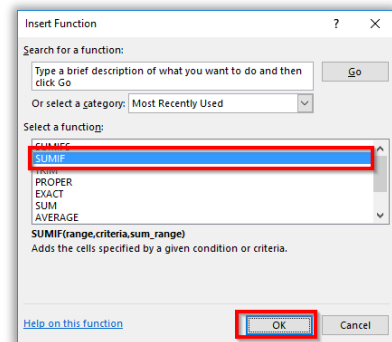 Insert Function ? ×
Search for a function:
Type a brief description of what you want to do and then
click Go
Go
Or select a category: Most Recently Used
Select a function:
SUMIFS
SUMIF
TRIM
PROPER
EXACT
SUM
AVERAGE
SUMIF(range,criteria,sum_range)
Adds the cells specified by a given condition or criteria.
Help on this function
OK
Cancel